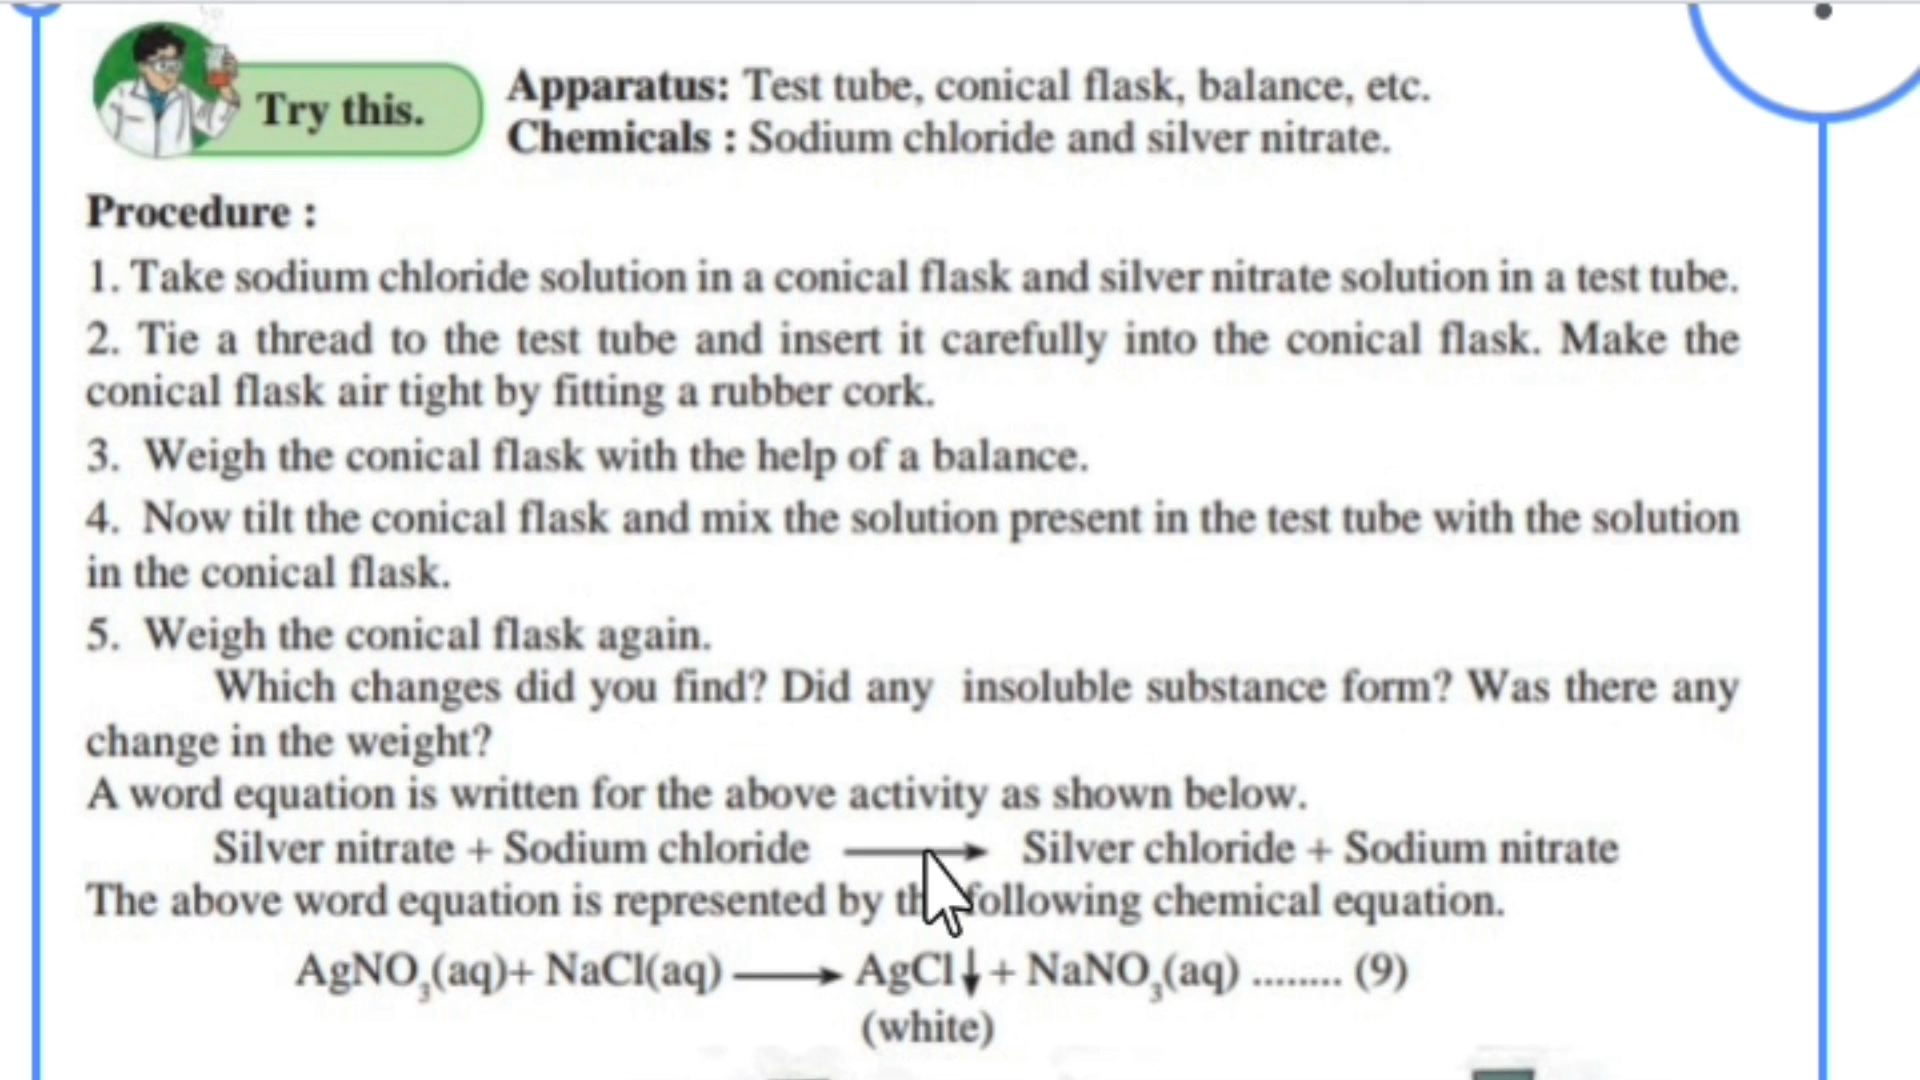 Try this.
Apparatus: Test tube, conical flask, balance, etc.
Chemicals : Sodium chloride and silver nitrate.
Procedure :
1. Take sodium chloride solution in a conical flask and silver nitrate solution in a test tube.
2. Tie a thread to the test tube and insert it carefully into the conical flask. Make the
conical flask air tight by fitting a rubber cork.
3. Weigh the conical flask with the help of a balance.
4. Now tilt the conical flask and mix the solution present in the test tube with the solution
in the conical flask.
5. Weigh the conical flask again.
Which changes did you find? Did any insoluble substance form? Was there any
change in the weight?
A word equation is written for the above activity as shown below.
Silver nitrate + Sodium chloride ⟶ Silver chloride + Sodium nitrate
The above word equation is represented by the following chemical equation.
AgNO₃(aq)+ NaCl(aq) ⟶ AgCl↓ + NaNO₃(aq) ........ (9)
(white)